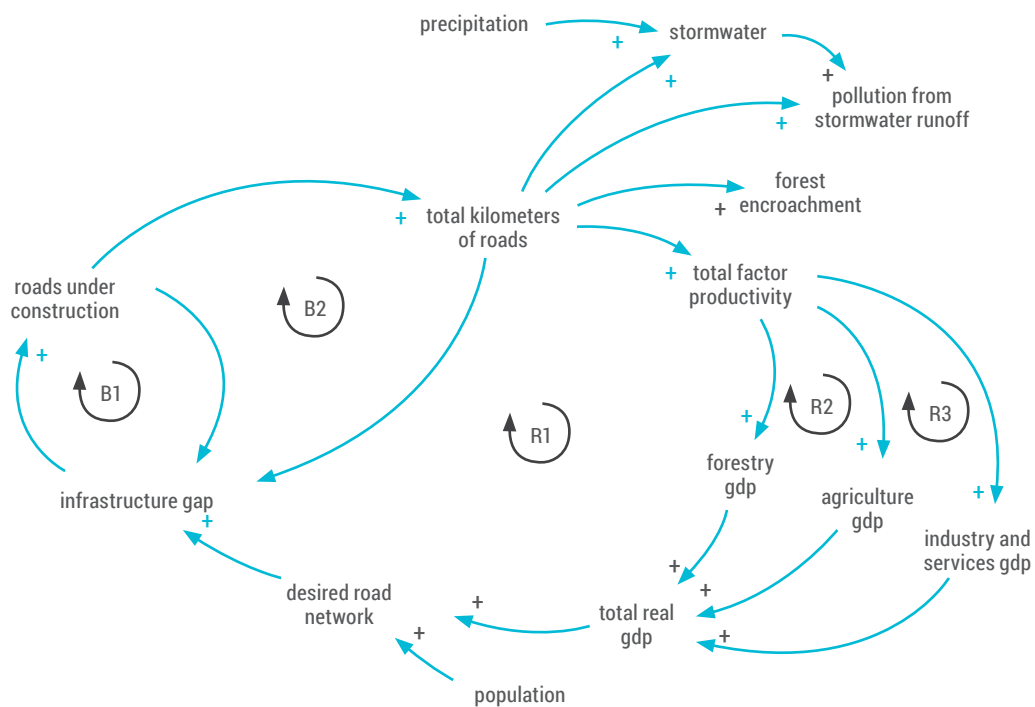 precipitation
+
stormwater
+
+
pollution from
stormwater runoff
+
forest
encroachment
+
total kilometers
of roads
+
total factor
productivity
+
roads under
construction
+
B2
B1
R1
R2
R3
+
+
+
forestry
gdp
agriculture
gdp
industry and
services gdp
infrastructure gap
+
desired road
network
+
+
total real
gdp
+
+
+
population